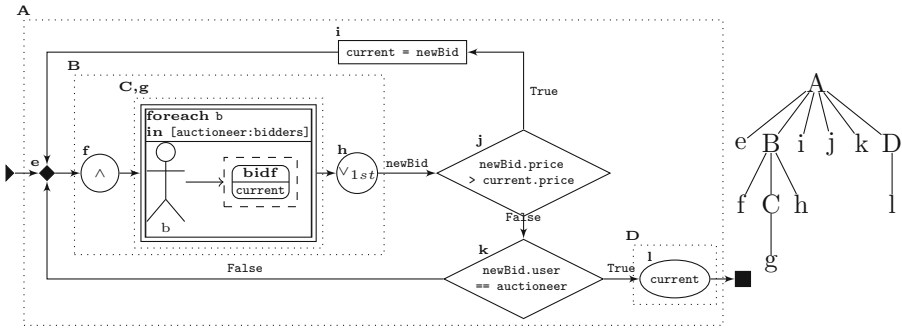 A
i
current = newBid
B
True
C,g
foreach b
in [auctioneer:bidders]
e
f
∧
bidf
current
b
h
∨1st
newBid
j
newBid.price
> current.price
False
k
newBid.user
== auctioneer
False
True
D
l
current
A
e B i j k D
f C h l
g